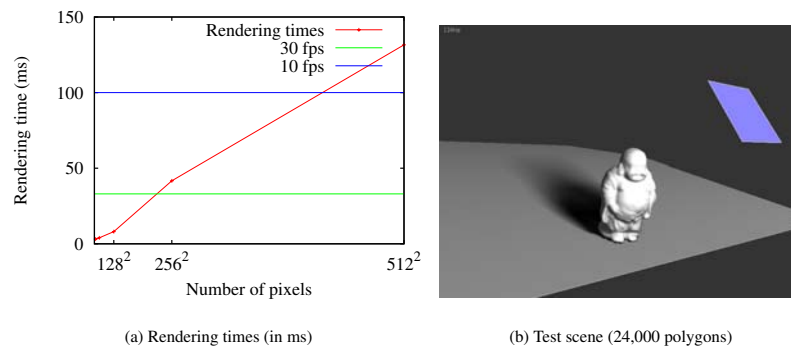 150
100
50
0
Rendering time (ms)
Rendering times
30 fps
10 fps
128²
256²
512²
Number of pixels
(a) Rendering times (in ms)
(b) Test scene (24,000 polygons)